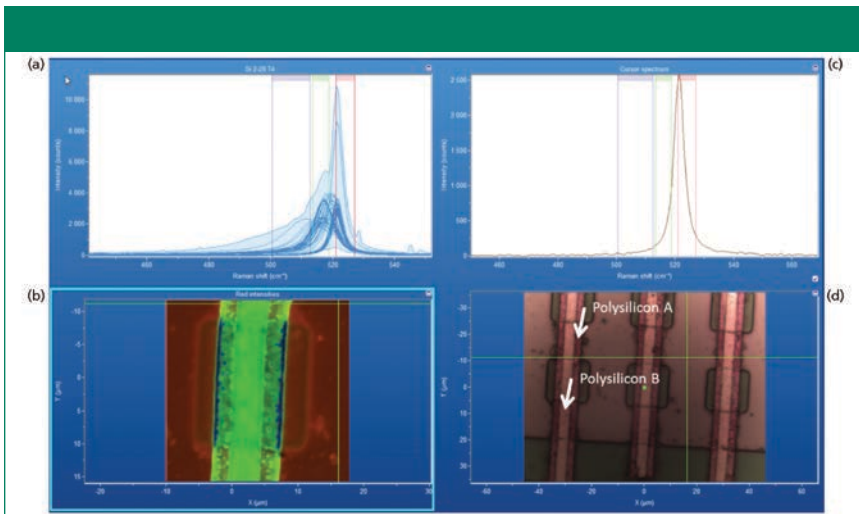 (a)
Si 2-28 T4
10 000
8 000
6 000
4 000
2 000
0
Intensity (counts)
460
480
500
520
540
Raman shift (cm⁻¹)
(c)
Cursor spectrum
2 500
2 000
1 500
1 000
500
0
Intensity (counts)
460
480
500
520
540
560
Raman shift (cm⁻¹)
(b)
Red intensities
-10
-5
0
5
10
15
Y (µm)
-20
-10
0
10
20
30
X (µm)
(d)
Polysilicon A
Polysilicon B
-30
-20
-10
0
10
20
30
Y (µm)
-60
-40
-20
0
20
40
60
X (µm)